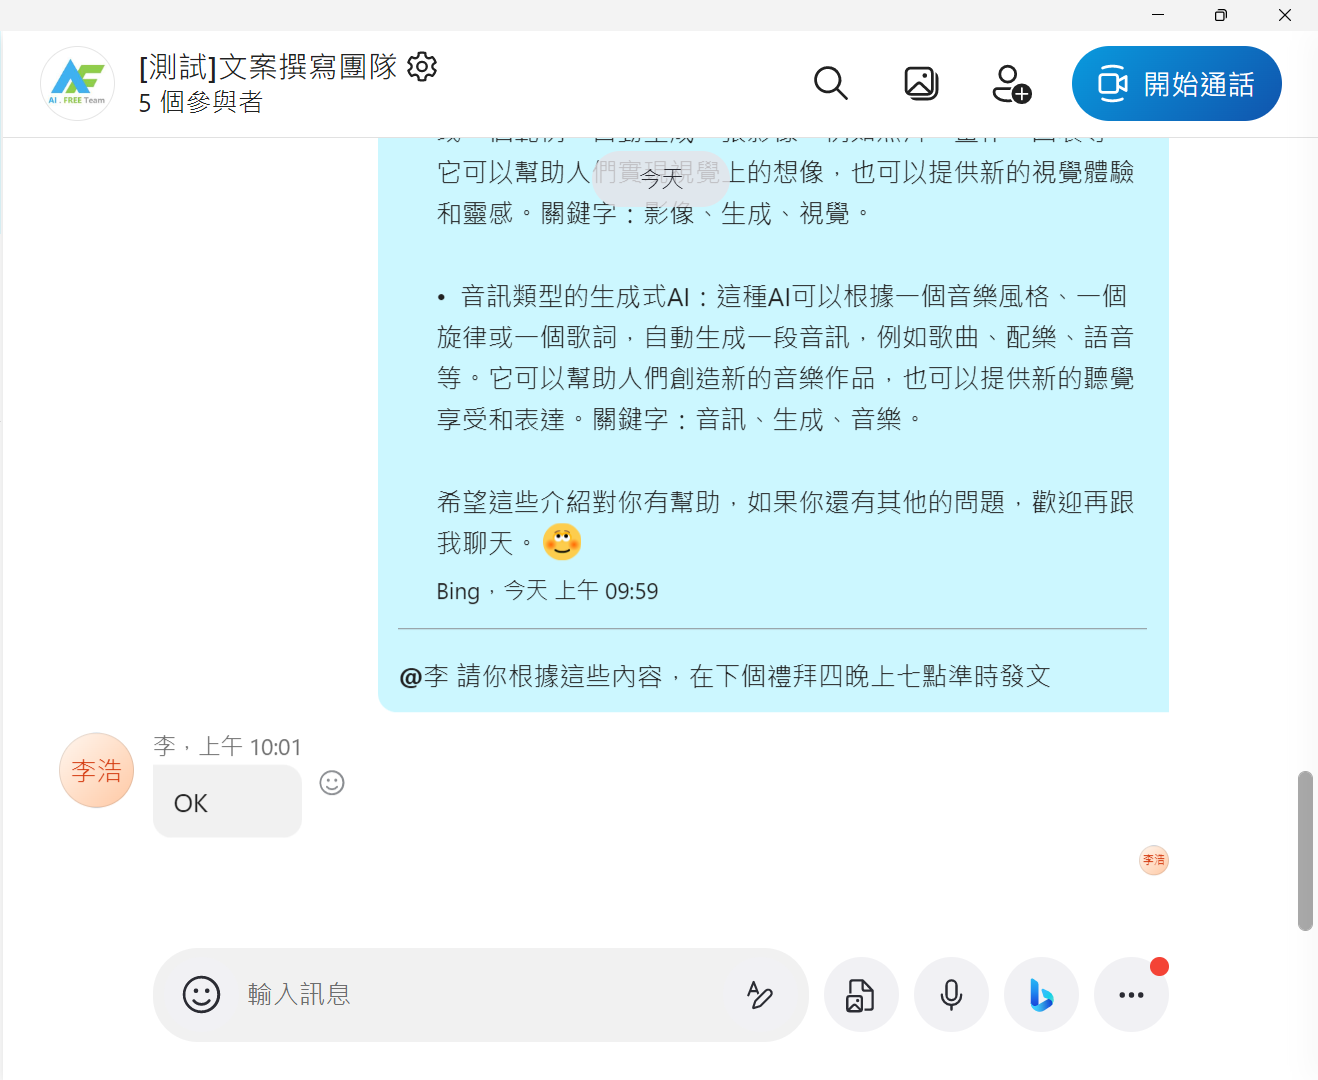 [測試]文案撰寫團隊
5 個參與者
AI . FREE Team
開始通話
今天
它可以幫助人們實現視覺上的想像，也可以提供新的視覺體驗
和靈感。關鍵字：影像、生成、視覺。
• 音訊類型的生成式AI：這種AI可以根據一個音樂風格、一個
旋律或一個歌詞，自動生成一段音訊，例如歌曲、配樂、語音
等。它可以幫助人們創造新的音樂作品，也可以提供新的聽覺
享受和表達。關鍵字：音訊、生成、音樂。
希望這些介紹對你有幫助，如果你還有其他的問題，歡迎再跟
我聊天。
Bing，今天 上午 09:59
@李 請你根據這些內容，在下個禮拜四晚上七點準時發文
李，上午 10:01
李浩
OK
李浩
輸入訊息